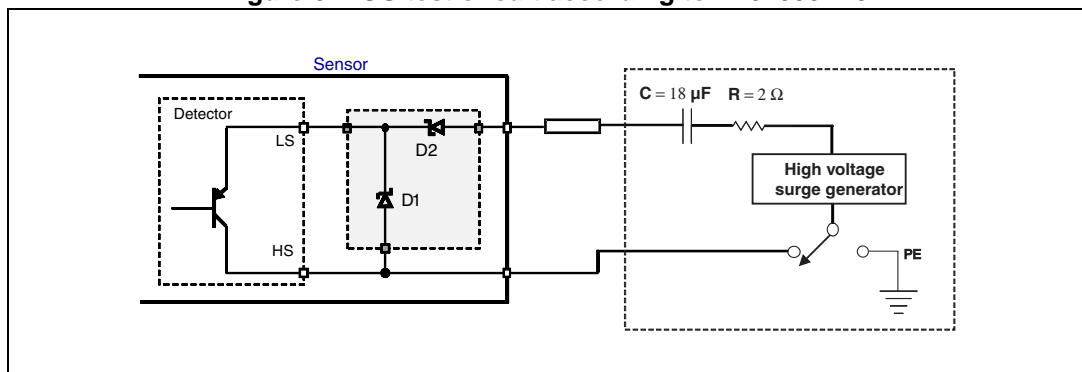 Sensor
Detector
LS
D2
D1
HS
C = 18 µF R = 2 Ω
High voltage
surge generator
PE